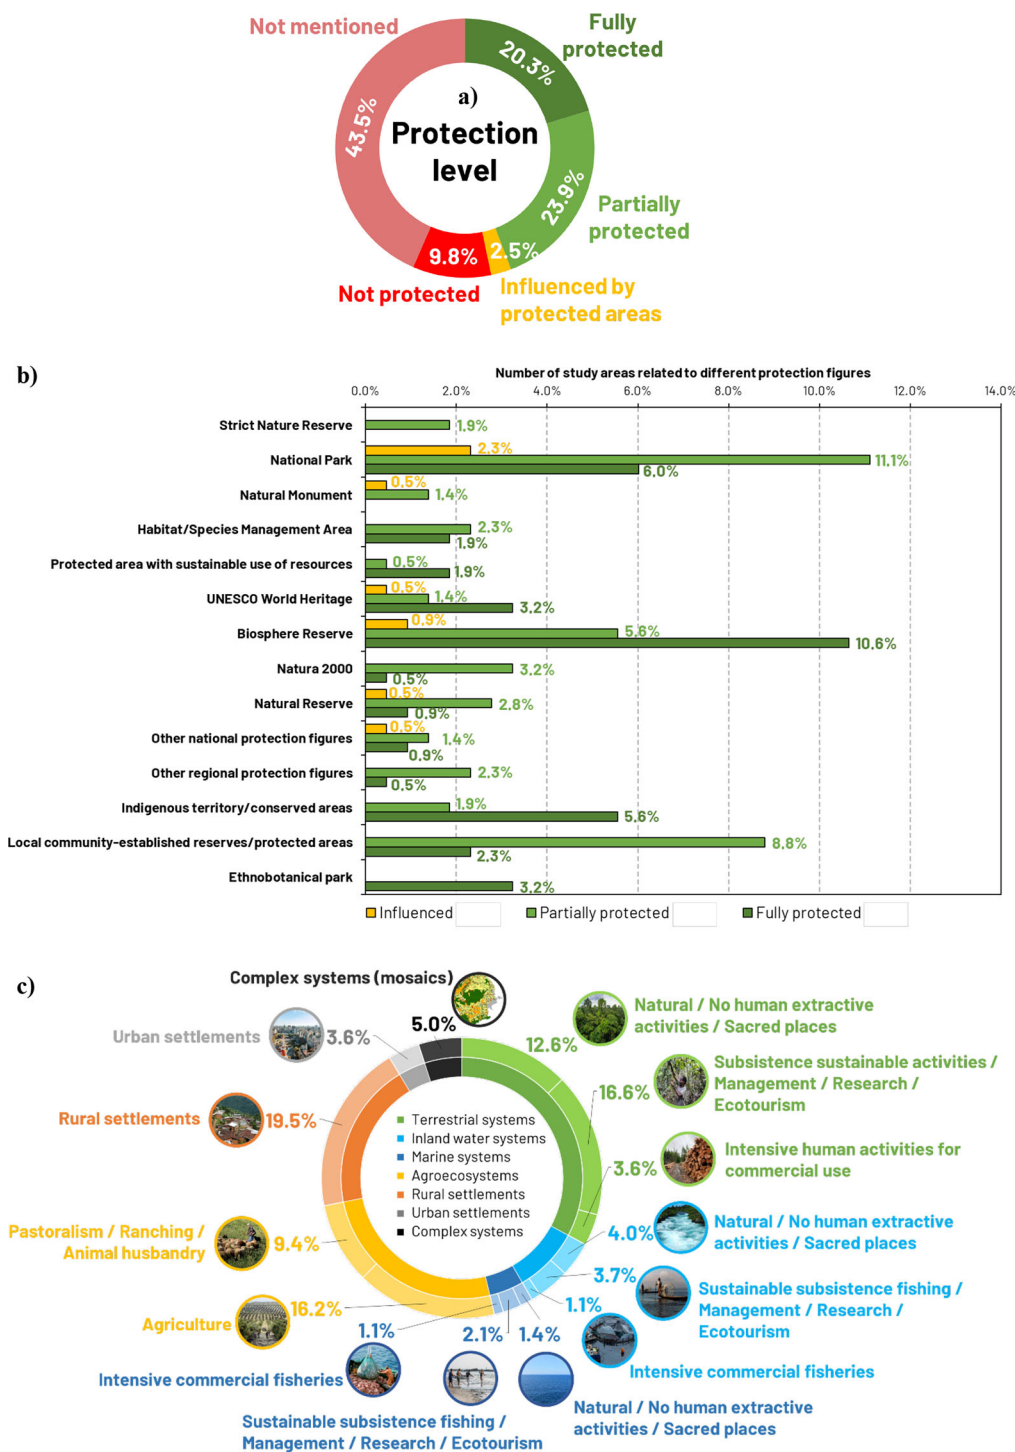 Not mentioned
Fully
protected
20.3%
a)
43.5%
Protection
level
23.9%
Partially
protected
9.8%
2.5%
Not protected
Influenced by
protected areas
b)
Number of study areas related to different protection figures
0.0% 2.0% 4.0% 6.0% 8.0% 10.0% 12.0% 14.0%
Strict Nature Reserve 1.9%
2.3%
National Park 11.1%
6.0%
0.5%
Natural Monument 1.4%
Habitat/Species Management Area 2.3%
1.9%
Protected area with sustainable use of resources 0.5%
1.9%
0.5%
UNESCO World Heritage 1.4%
3.2%
0.9%
Biosphere Reserve 5.6%
10.6%
Natura 2000 3.2%
0.5%
0.5%
Natural Reserve 2.8%
0.9%
0.5%
Other national protection figures 1.4%
0.9%
Other regional protection figures 2.3%
0.5%
Indigenous territory/conserved areas 1.9%
5.6%
Local community-established reserves/protected areas 8.8%
2.3%
Ethnobotanical park 3.2%
Influenced Partially protected Fully protected
c)
Complex systems (mosaics)
5.0%
Urban settlements 3.6%
12.6%
Natural / No human extractive
activities / Sacred places
16.6%
Subsistence sustainable activities /
Management / Research /
Ecotourism
Rural settlements 19.5%
Terrestrial systems
Inland water systems
Marine systems
Agroecosystems
Rural settlements
Urban settlements
Complex systems
3.6%
Intensive human activities for
commercial use
4.0%
Natural / No human extractive
activities / Sacred places
Pastoralism / Ranching /
Animal husbandry
9.4%
3.7%
Sustainable subsistence fishing /
Management / Research /
Ecotourism
Agriculture
16.2%
1.1%
Intensive commercial fisheries
1.1%
Intensive commercial fisheries
2.1%
Sustainable subsistence fishing /
Management / Research / Ecotourism
1.4%
Natural / No human extractive
activities / Sacred places